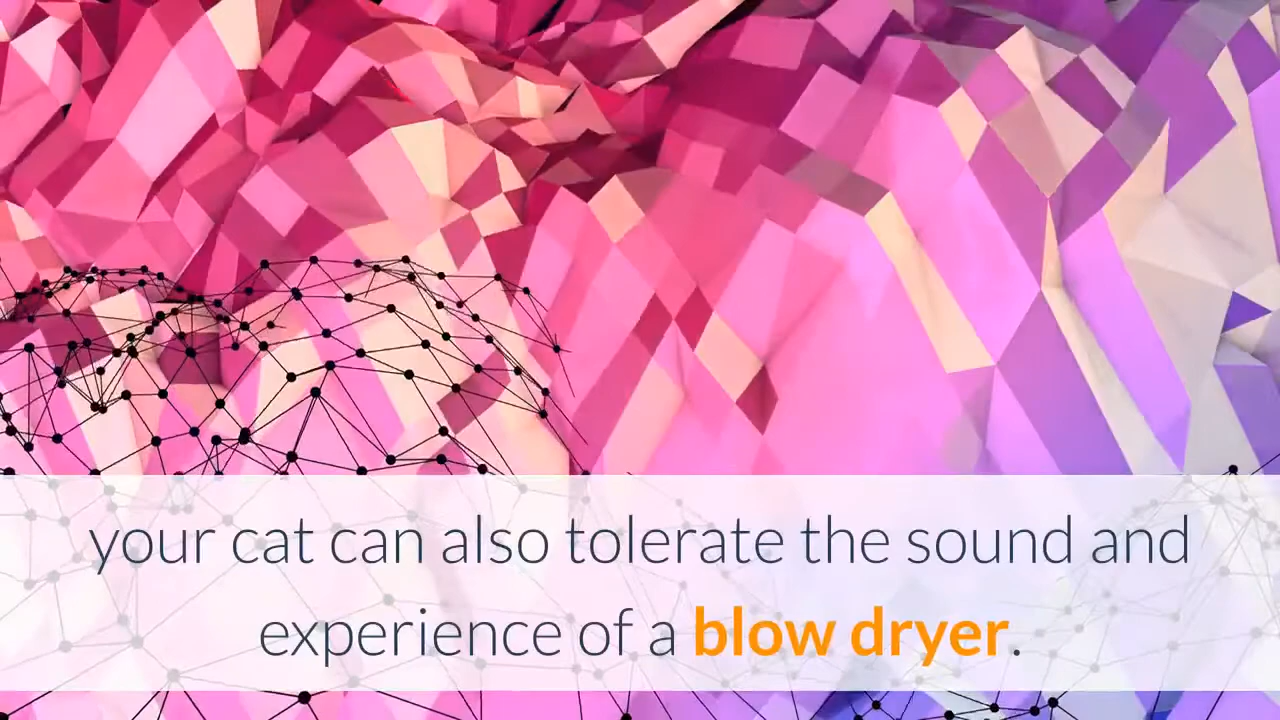 your cat can also tolerate the sound and
experience of a blow dryer.